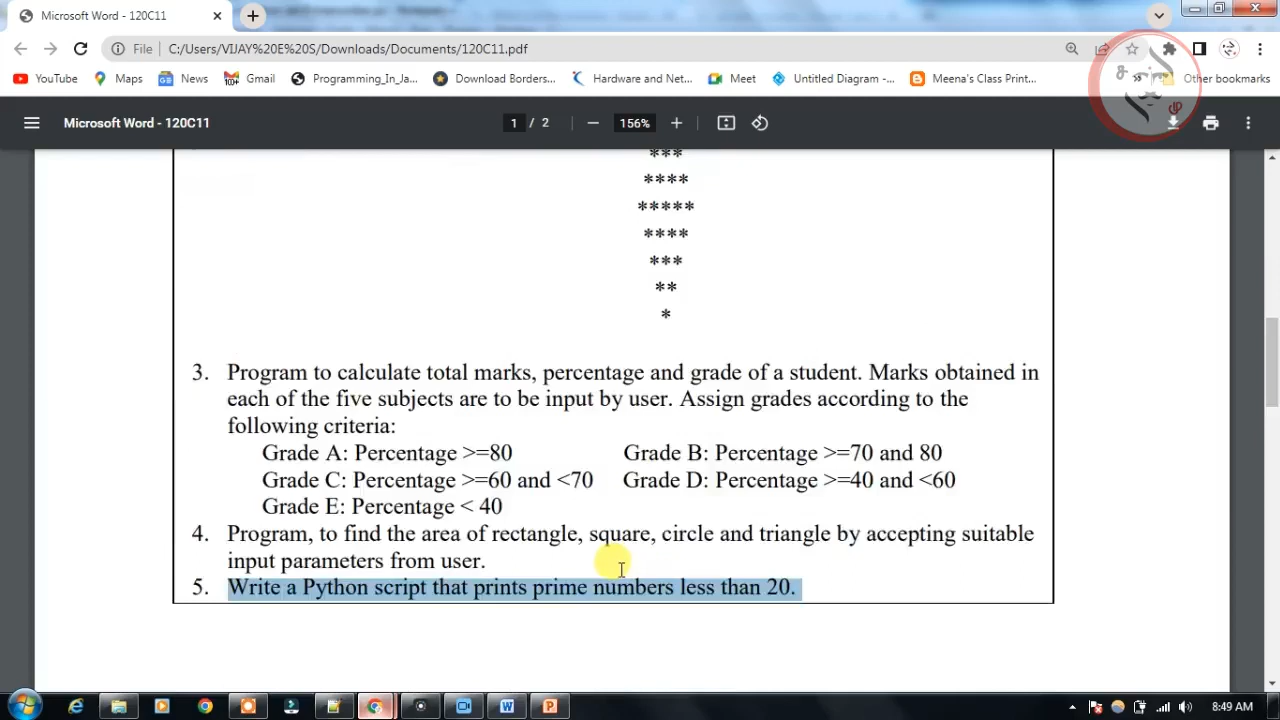 Microsoft Word - 120C11
File
C:/Users/VIJAY%20E%20S/Downloads/Documents/120C11.pdf
YouTube
Maps
News
10+
Gmail
Programming_In_Ja...
Download Borders...
Hardware and Net...
Meet
Untitled Diagram -...
Meena's Class Print...
Other bookmarks
Microsoft Word - 120C11
1 / 2
156%
***
****
*****
****
***
**
*
3. Program to calculate total marks, percentage and grade of a student. Marks obtained in
each of the five subjects are to be input by user. Assign grades according to the
following criteria:
Grade A: Percentage >=80 Grade B: Percentage >=70 and 80
Grade C: Percentage >=60 and <70 Grade D: Percentage >=40 and <60
Grade E: Percentage < 40
4. Program, to find the area of rectangle, square, circle and triangle by accepting suitable
input parameters from user.
5. Write a Python script that prints prime numbers less than 20.
8:49 AM